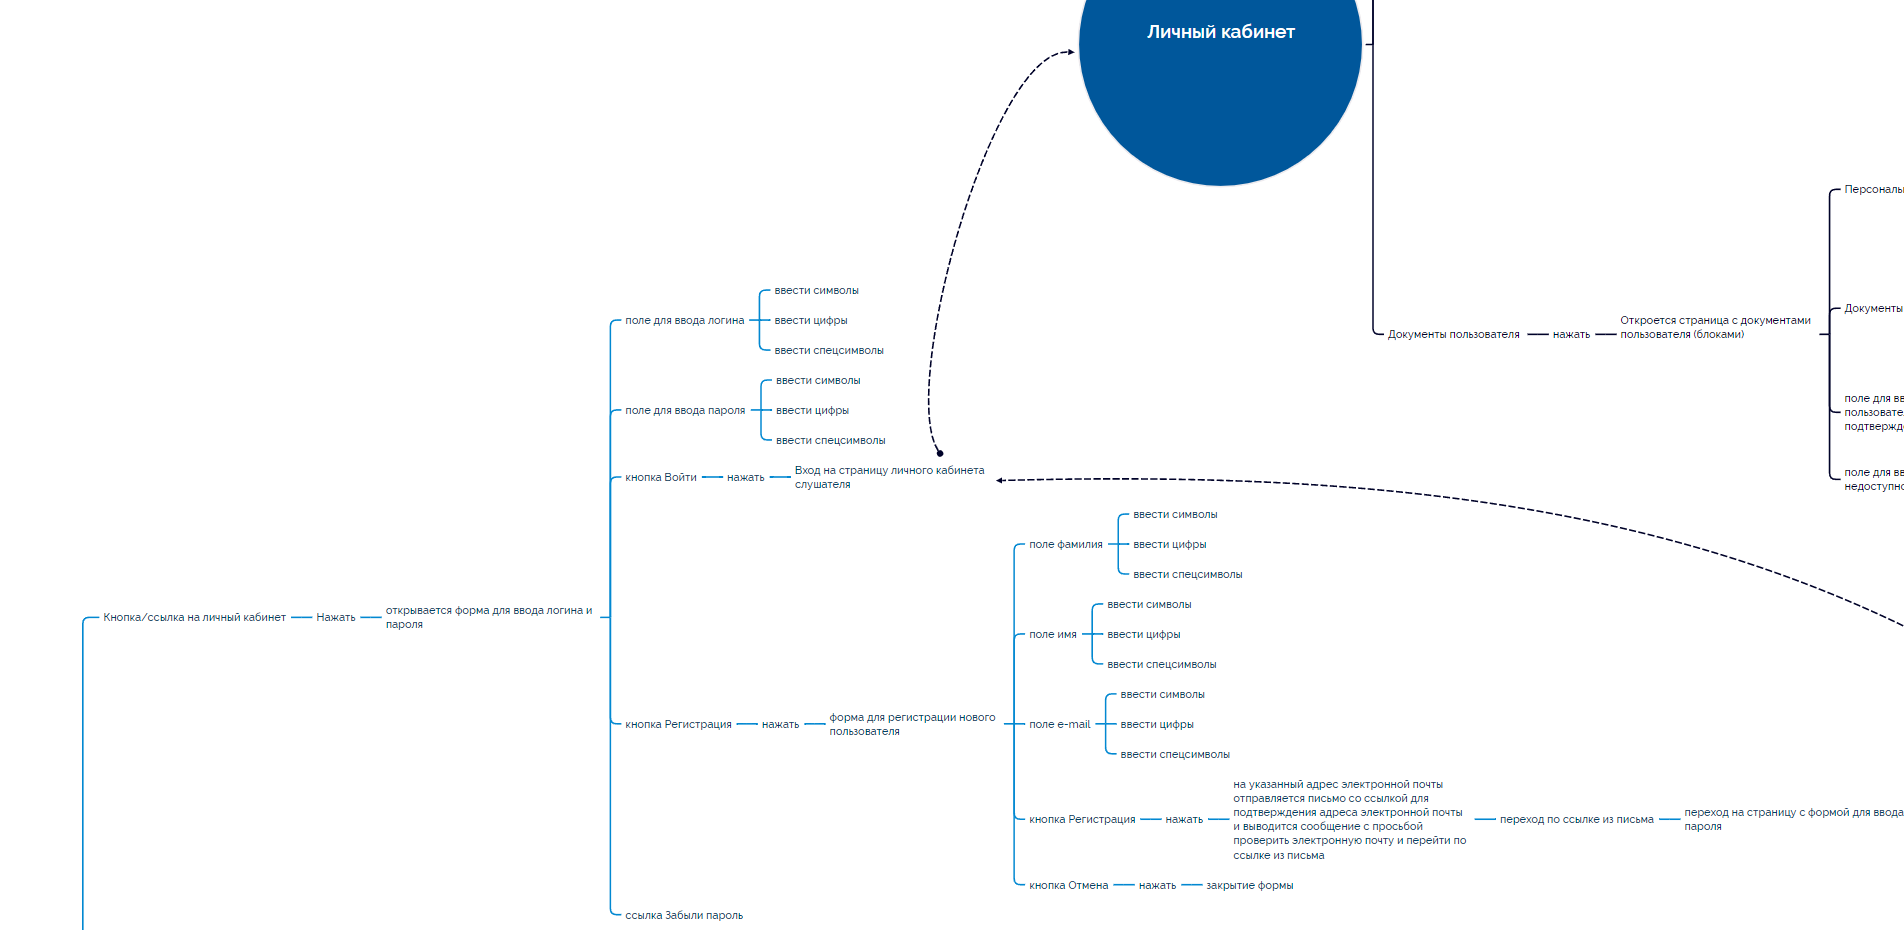 Личный кабинет
Персональ
Документы
Откроется страница с документами
пользователя (блоками)
Документы пользователя
нажать
поле для вв
пользовате
подтвержд
поле для вв
недоступно
Кнопка/ссылка на личный кабинет
Нажать
открывается форма для ввода логина и
пароля
поле для ввода логина
ввести символы
ввести цифры
ввести спецсимволы
поле для ввода пароля
ввести символы
ввести цифры
ввести спецсимволы
кнопка Войти
нажать
Вход на страницу личного кабинета
слушателя
кнопка Регистрация
нажать
форма для регистрации нового
пользователя
поле фамилия
ввести символы
ввести цифры
ввести спецсимволы
поле имя
ввести символы
ввести цифры
ввести спецсимволы
поле e-mail
ввести символы
ввести цифры
ввести спецсимволы
кнопка Регистрация
нажать
на указанный адрес электронной почты
отправляется письмо со ссылкой для
подтверждения адреса электронной почты
и выводится сообщение с просьбой
проверить электронную почту и перейти по
ссылке из письма
переход по ссылке из письма
переход на страницу с формой для ввода
пароля
кнопка Отмена
нажать
закрытие формы
ссылка Забыли пароль